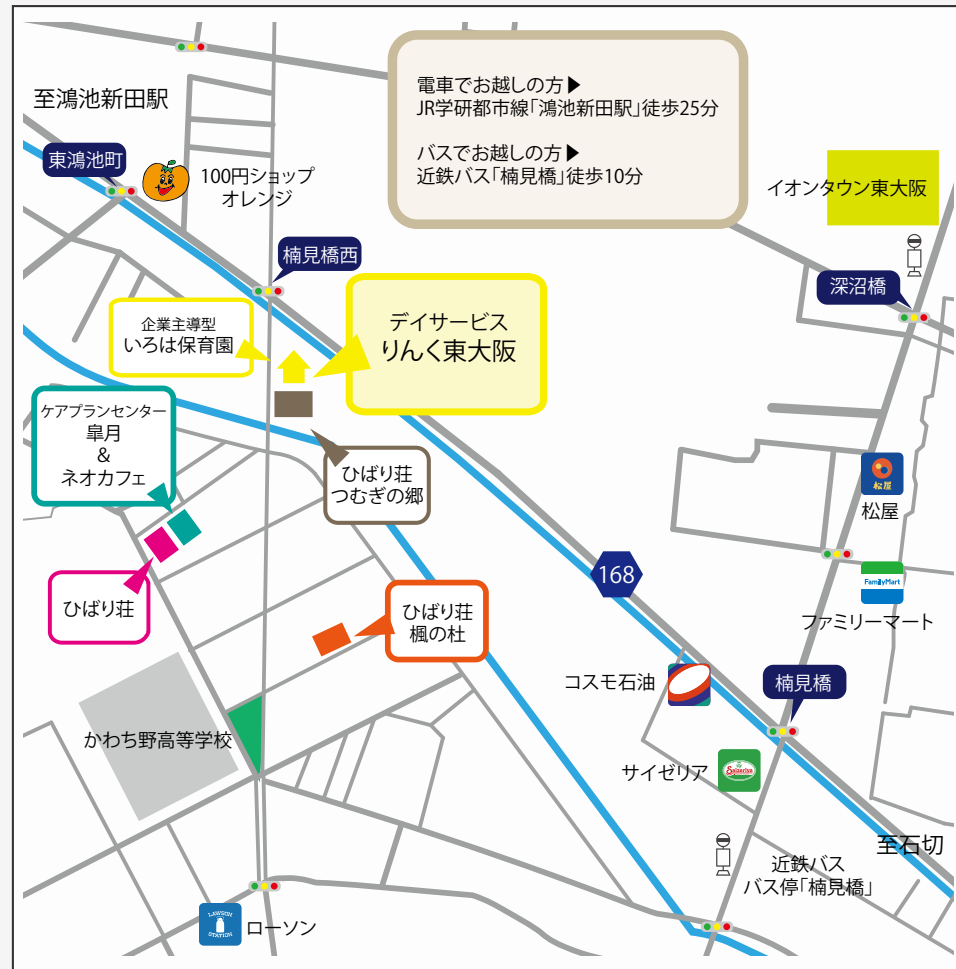 電車でお越しの方▶
JR学研都市線「鴻池新田駅」徒歩25分
バスでお越しの方▶
近鉄バス「楠見橋」徒歩10分
至鴻池新田駅
東鴻池町
100円ショップ
オレンジ
イオンタウン東大阪
楠見橋西
深沼橋
企業主導型
いろは保育園
デイサービス
りんく東大阪
ケアプランセンター
皐月
&
ネオカフェ
ひばり荘
つむぎの郷
松屋
松屋
168
FamilyMart
ファミリーマート
ひばり荘
ひばり荘
楓の杜
コスモ石油
楠見橋
かわち野高等学校
サイゼリア
Saizeriya
至石切
近鉄バス
バス停「楠見橋」
LAWSON
STATION
ローソン